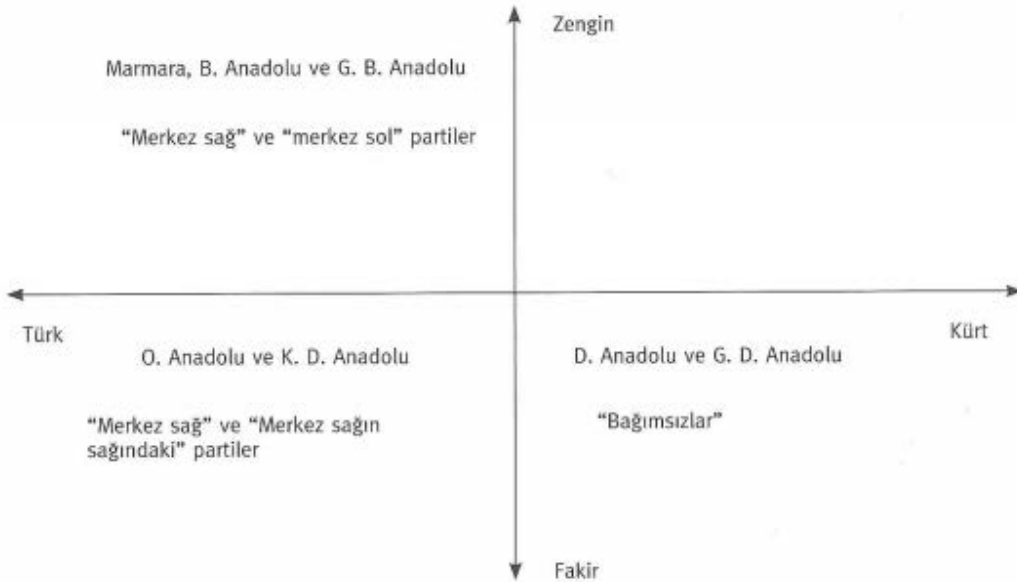 Zengin
Marmara, B. Anadolu ve G. B. Anadolu
"Merkez sağ" ve "merkez sol" partiler
Türk
Kürt
O. Anadolu ve K. D. Anadolu
D. Anadolu ve G. D. Anadolu
"Merkez sağ" ve "Merkez sağın
sağındaki" partiler
"Bağımsızlar"
Fakir